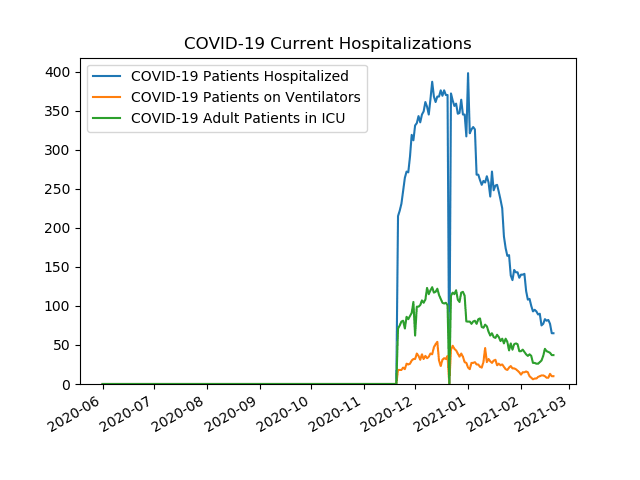 COVID-19 Current Hospitalizations
COVID-19 Patients Hospitalized
COVID-19 Patients on Ventilators
COVID-19 Adult Patients in ICU
400
350
300
250
200
150
100
50
0
2020-06 2020-07 2020-08 2020-09 2020-10 2020-11 2020-12 2021-01 2021-02 2021-03